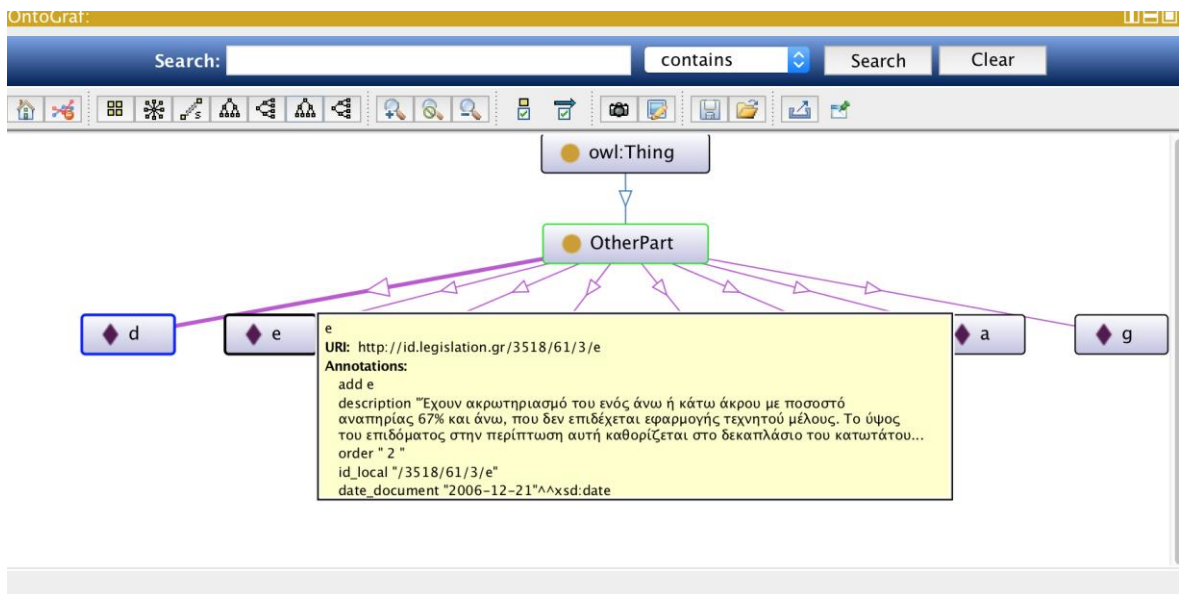 OntoGraf:
Search:
contains
Search
Clear
owl:Thing
OtherPart
d
e
a
g
e
URI: http://id.legislation.gr/3518/61/3/e
Annotations:
add e
description "Έχουν ακρωτηριασμό του ενός άνω ή κάτω άκρου με ποσοστό
αναπηρίας 67% και άνω, που δεν επιδέχεται εφαρμογής τεχνητού μέλους. Το ύψος
του επιδόματος στην περίπτωση αυτή καθορίζεται στο δεκαπλάσιο του κατωτάτου...
order " 2 "
id_local "/3518/61/3/e"
date_document "2006-12-21"^^xsd:date